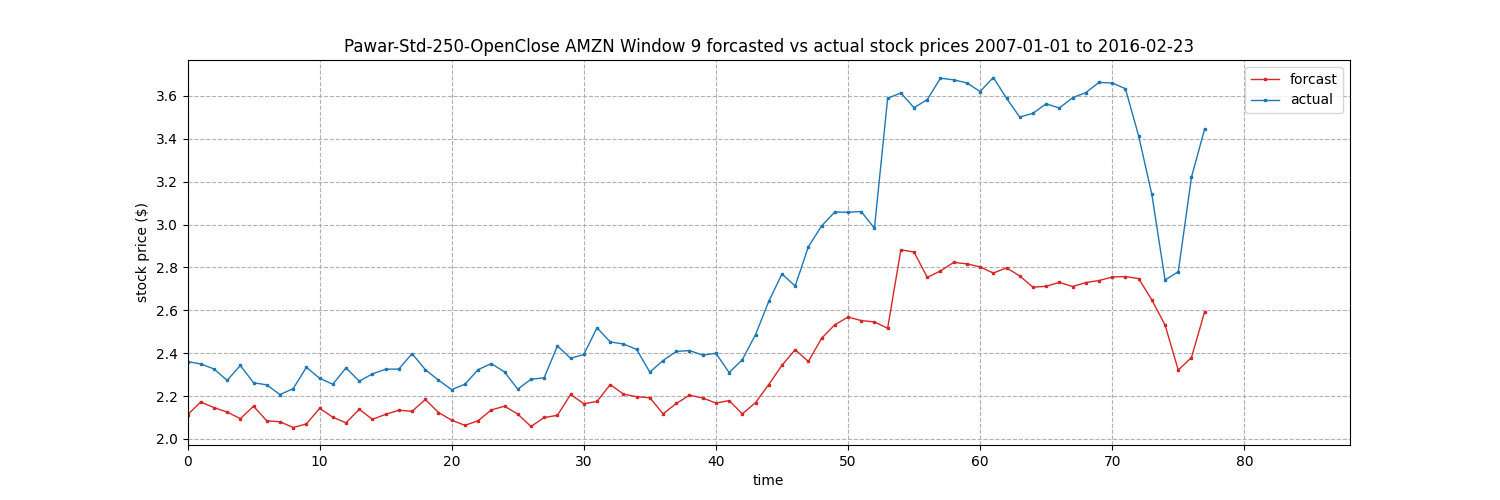 Pawar-Std-250-OpenClose AMZN Window 9 forcasted vs actual stock prices 2007-01-01 to 2016-02-23
forcast
actual
stock price ($)
3.6
3.4
3.2
3.0
2.8
2.6
2.4
2.2
2.0
0 10 20 30 40 50 60 70 80
time